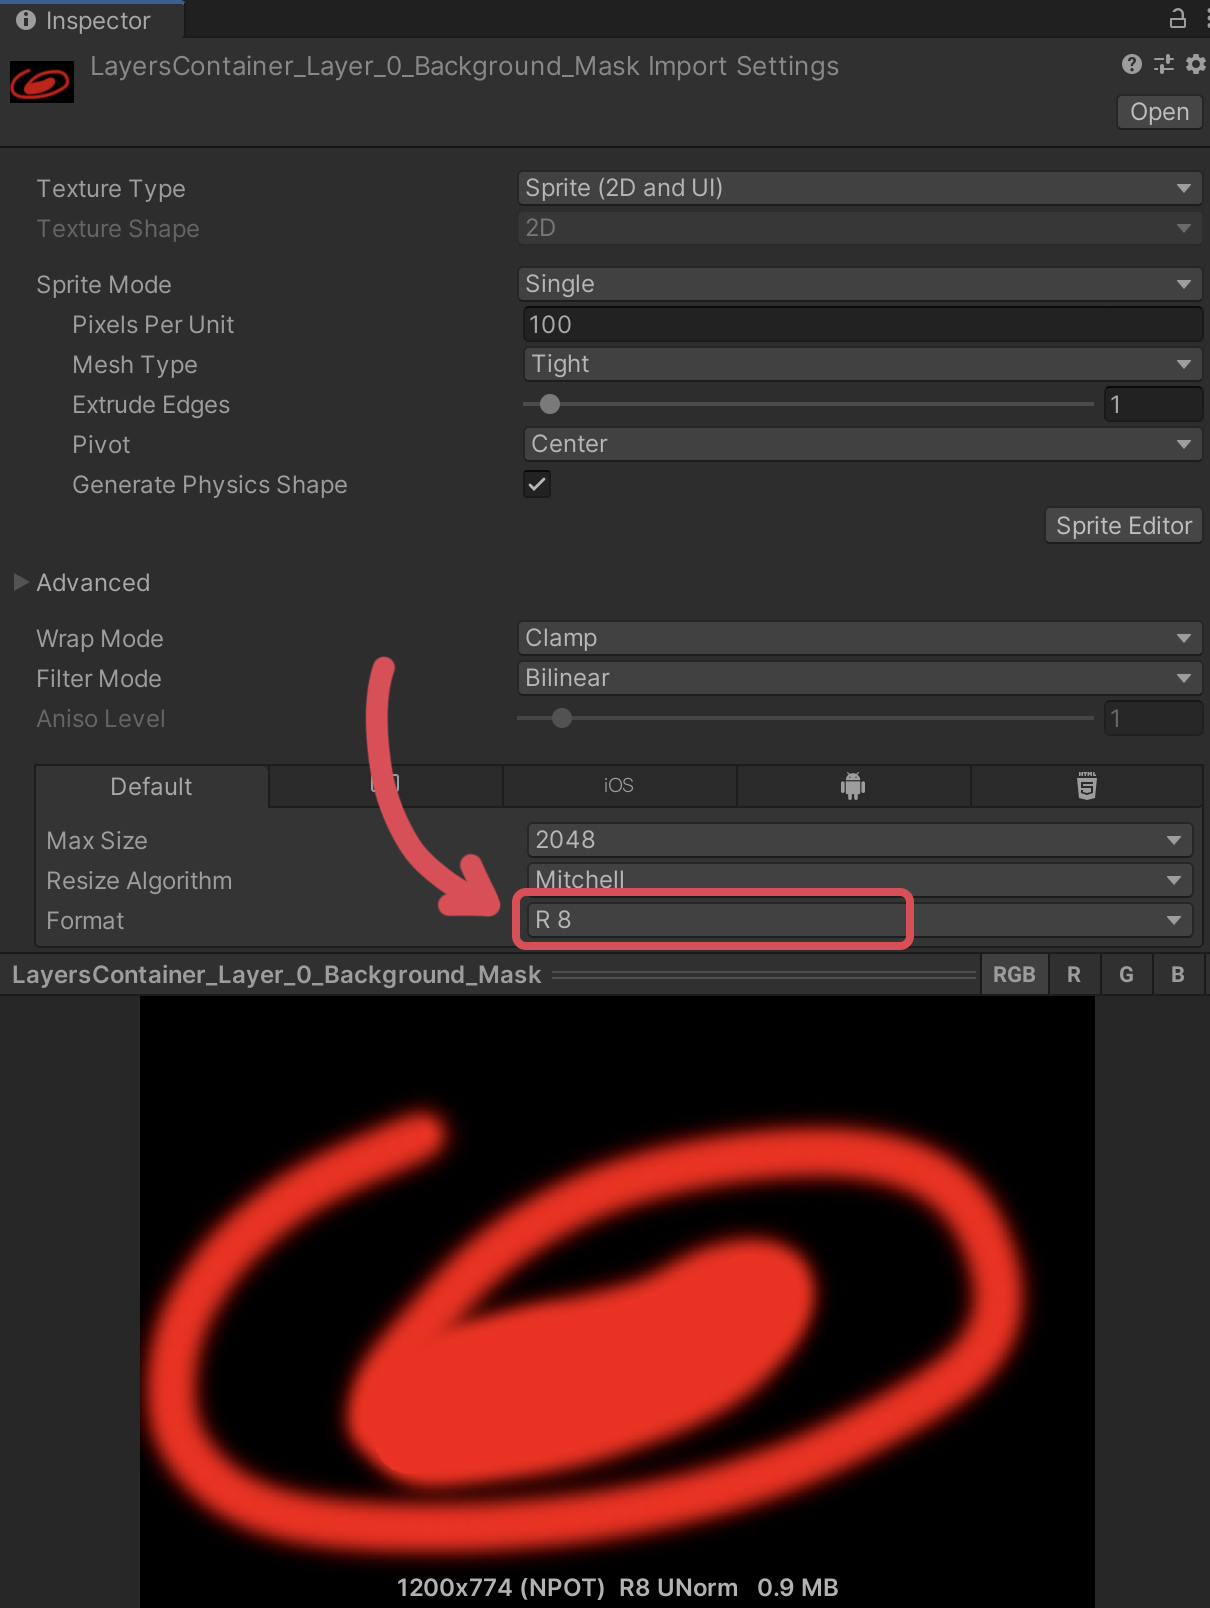 Inspector
LayersContainer_Layer_0_Background_Mask Import Settings
Open
Texture Type Sprite (2D and UI)
Texture Shape 2D
Sprite Mode Single
Pixels Per Unit 100
Mesh Type Tight
Extrude Edges 1
Pivot Center
Generate Physics Shape
Sprite Editor
Advanced
Wrap Mode Clamp
Filter Mode Bilinear
Aniso Level 1
Default iOS HTML 5
Max Size 2048
Resize Algorithm Mitchell
Format R 8
LayersContainer_Layer_0_Background_Mask RGB R G B
1200x774 (NPOT) R8 UNorm 0.9 MB